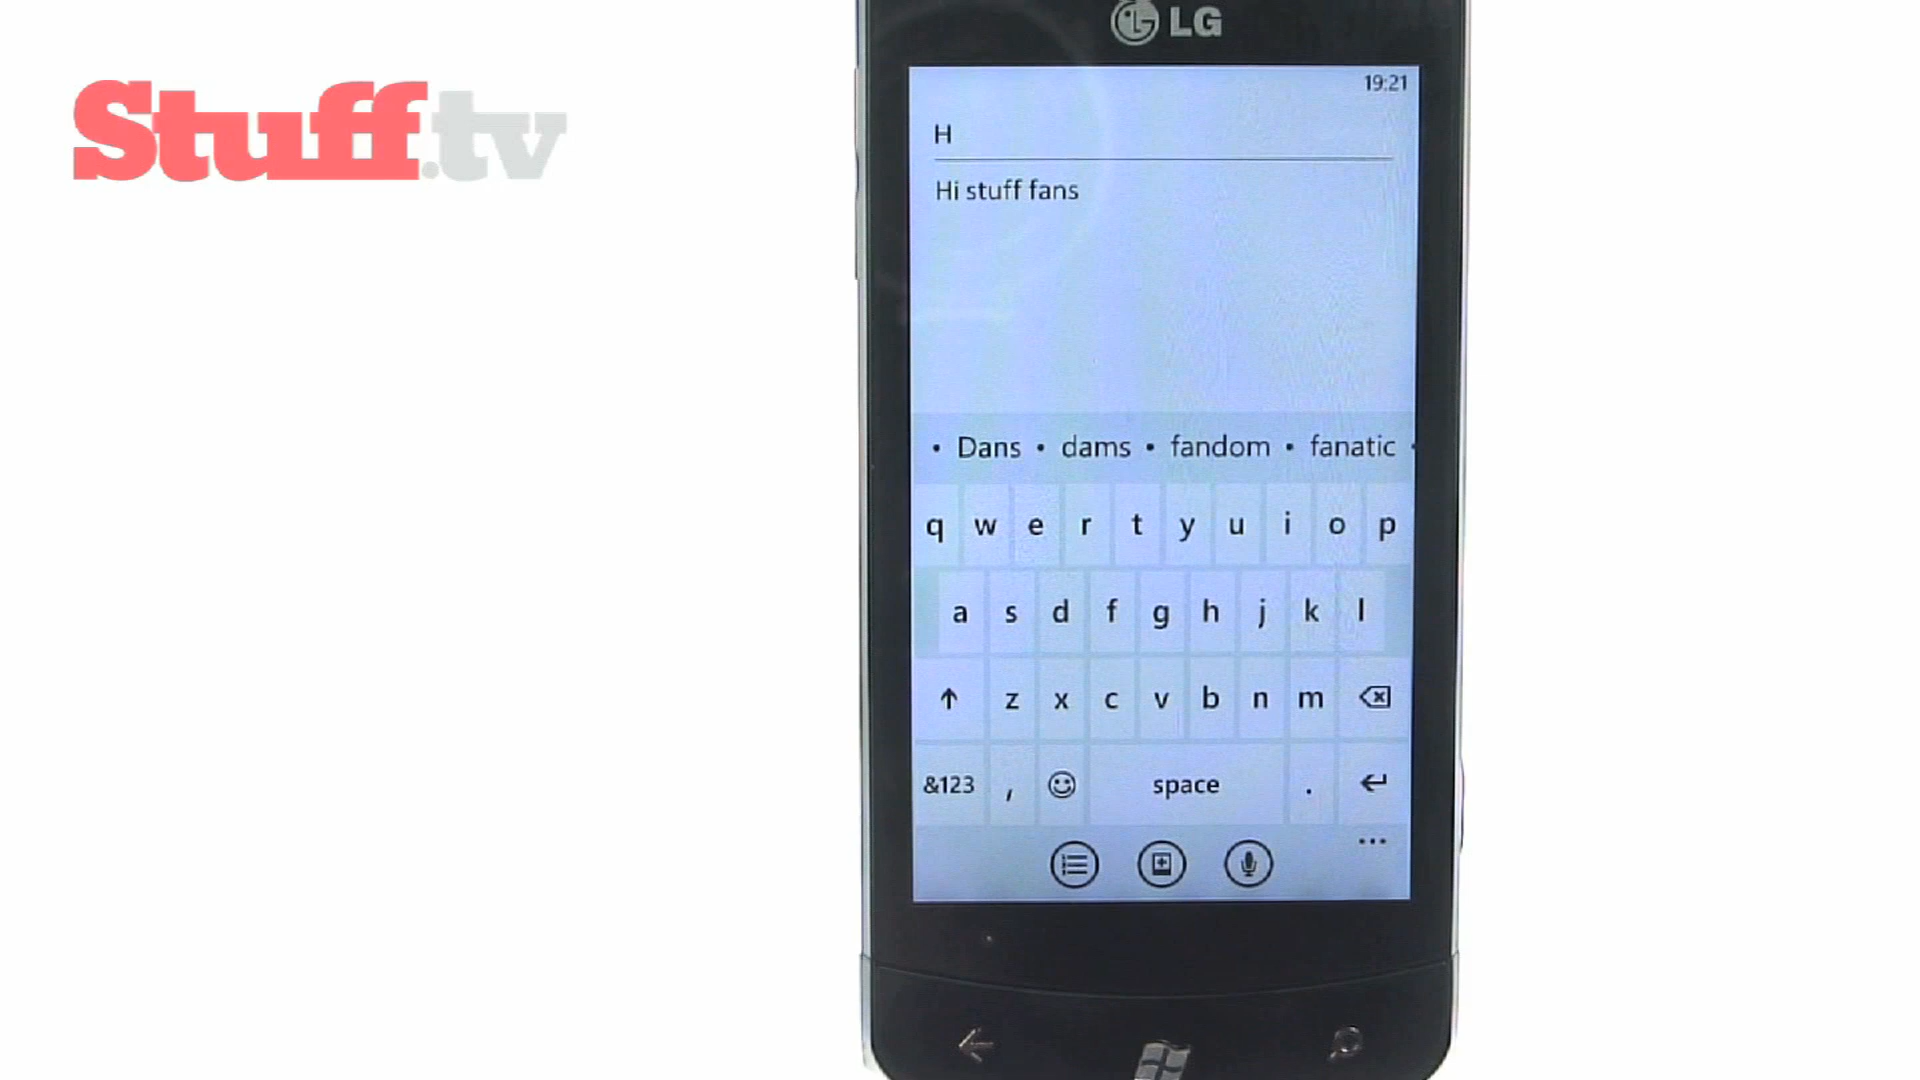 Stuff.tv
LG
19:21
H
Hi stuff fans
• Dans • dams • fandom • fanatic •
q w e r t y u i o p
a s d f g h j k l
z x c v b n m
&123 , space .
...